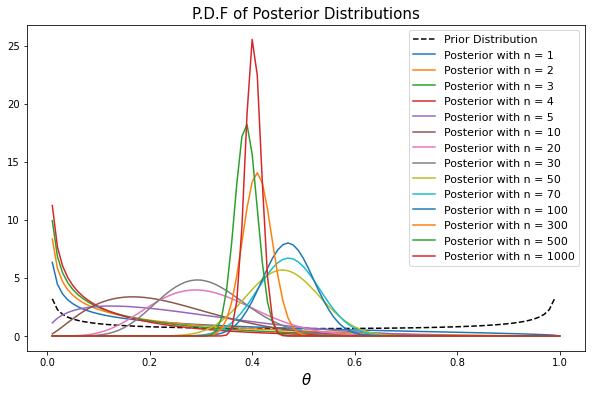 P.D.F of Posterior Distributions
25
20
15
10
5
0
0.0
0.2
0.4
0.6
0.8
1.0
θ
Prior Distribution
Posterior with n = 1
Posterior with n = 2
Posterior with n = 3
Posterior with n = 4
Posterior with n = 5
Posterior with n = 10
Posterior with n = 20
Posterior with n = 30
Posterior with n = 50
Posterior with n = 70
Posterior with n = 100
Posterior with n = 300
Posterior with n = 500
Posterior with n = 1000